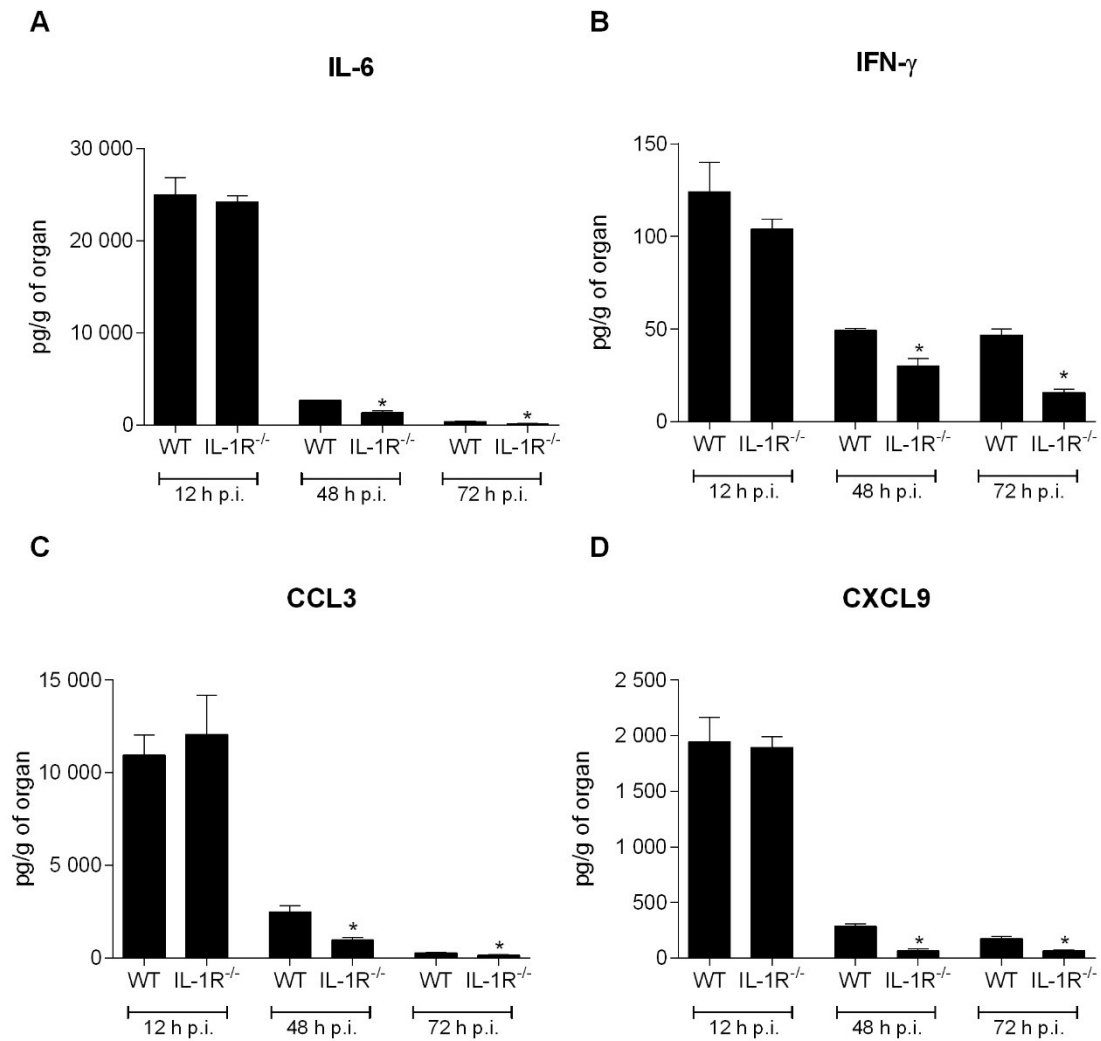 A
IL-6
pg/g of organ
30 000
20 000
10 000
0
*
*
WT IL-1R-/- WT IL-1R-/- WT IL-1R-/-
12 h p.i. 48 h p.i. 72 h p.i.
B
IFN-γ
pg/g of organ
150
100
50
0
*
*
WT IL-1R-/- WT IL-1R-/- WT IL-1R-/-
12 h p.i. 48 h p.i. 72 h p.i.
C
CCL3
pg/g of organ
15 000
10 000
5 000
0
*
*
WT IL-1R-/- WT IL-1R-/- WT IL-1R-/-
12 h p.i. 48 h p.i. 72 h p.i.
D
CXCL9
pg/g of organ
2 500
2 000
1 500
1 000
500
0
*
*
WT IL-1R-/- WT IL-1R-/- WT IL-1R-/-
12 h p.i. 48 h p.i. 72 h p.i.